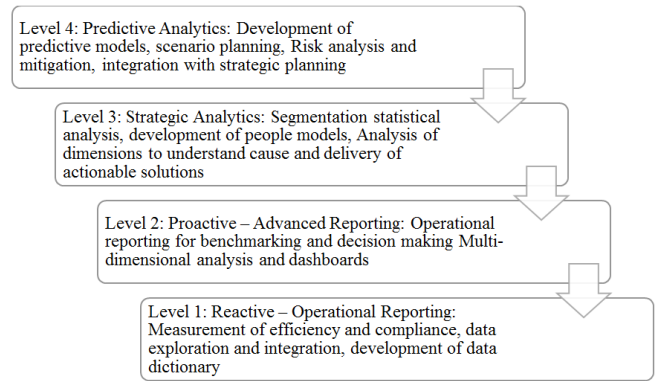 Level 4: Predictive Analytics: Development of
predictive models, scenario planning, Risk analysis and
mitigation, integration with strategic planning
Level 3: Strategic Analytics: Segmentation statistical
analysis, development of people models, Analysis of
dimensions to understand cause and delivery of
actionable solutions
Level 2: Proactive – Advanced Reporting: Operational
reporting for benchmarking and decision making Multi-
dimensional analysis and dashboards
Level 1: Reactive – Operational Reporting:
Measurement of efficiency and compliance, data
exploration and integration, development of data
dictionary